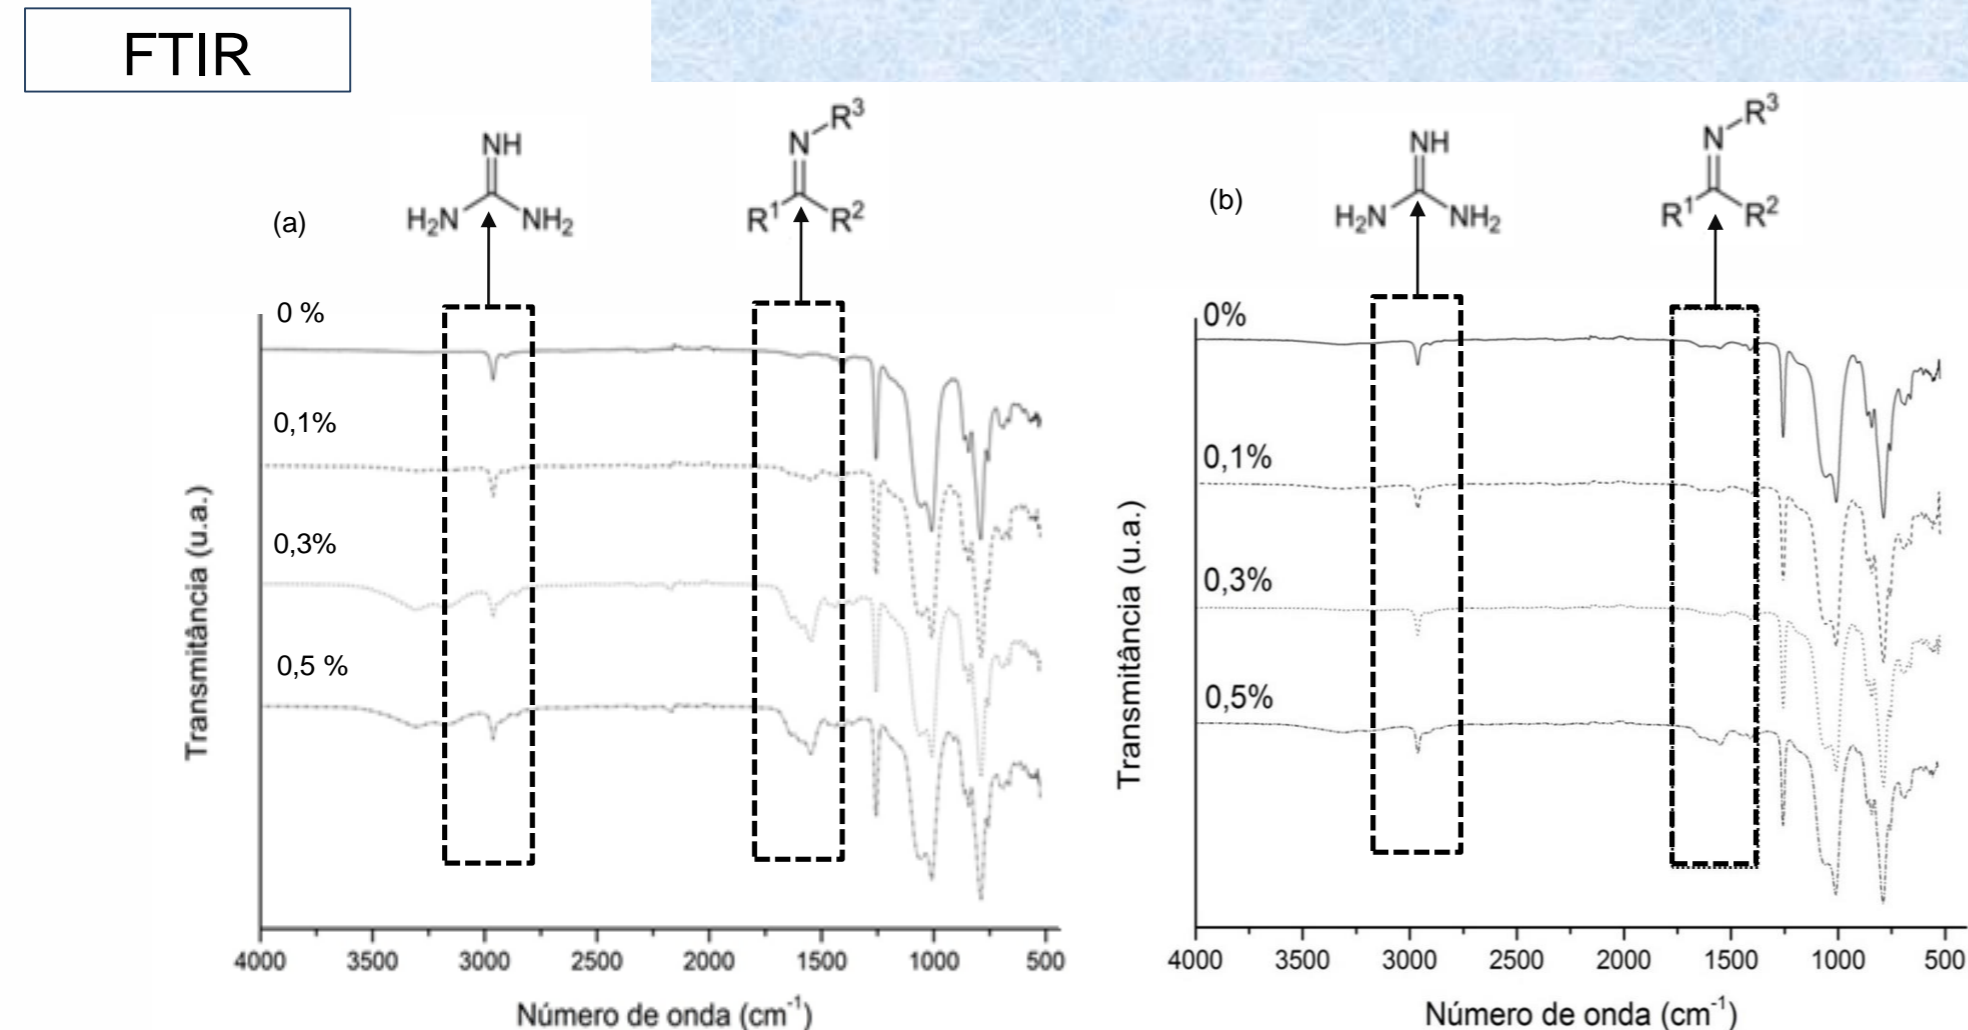 FTIR
(a)
NH
H₂N
NH₂
N
R³
R¹
R²
0 %
0,1%
0,3%
0,5 %
Transmitância (u.a.)
4000 3500 3000 2500 2000 1500 1000 500
Número de onda (cm⁻¹)
(b)
NH
H₂N
NH₂
N
R³
R¹
R²
0%
0,1%
0,3%
0,5%
Transmitância (u.a.)
4000 3500 3000 2500 2000 1500 1000 500
Número de onda (cm⁻¹)